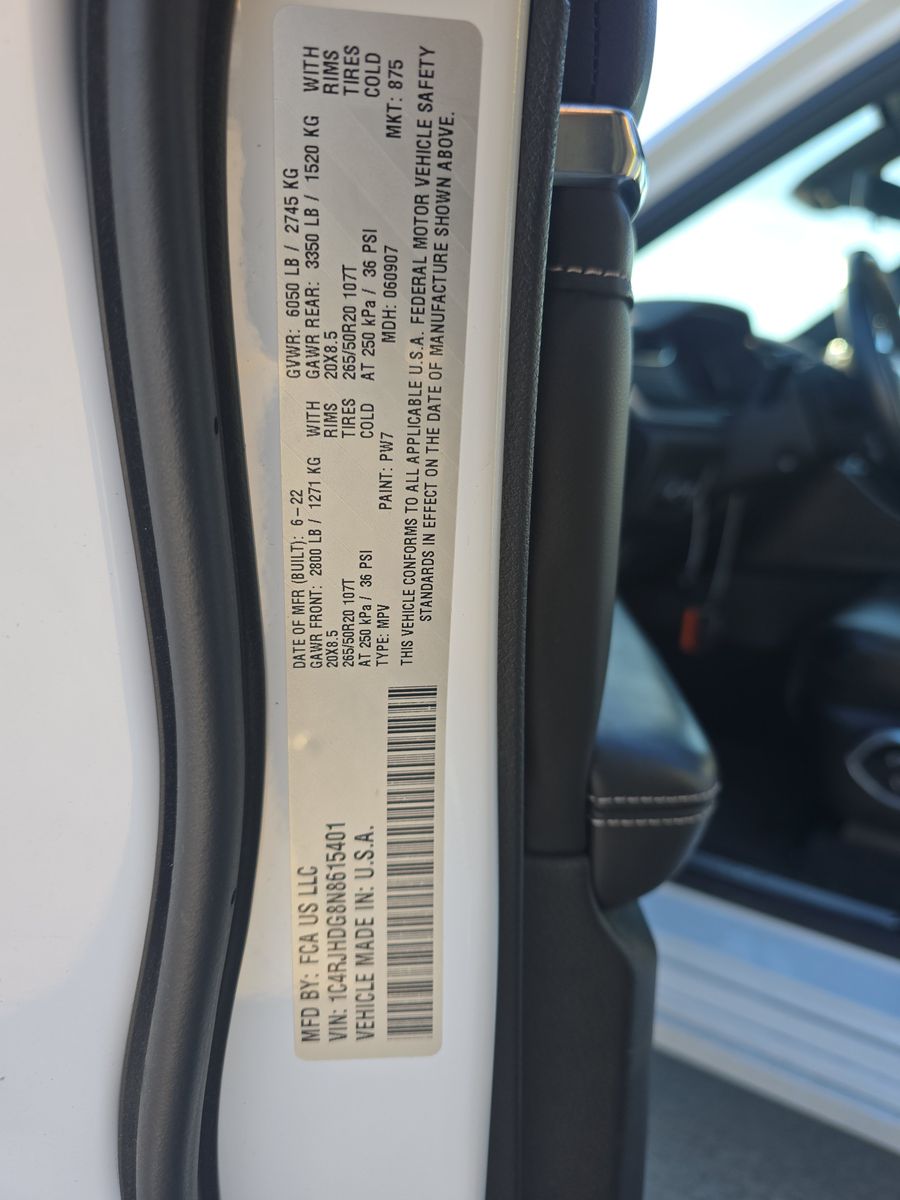 MFD BY: FCA US LLC
VIN: 1C4RJHDG8N8615401
VEHICLE MADE IN: U.S.A.
DATE OF MFR (BUILT): 6-22 GVWR: 6050 LB / 2745 KG
GAWR FRONT: 2800 LB / 1271 KG WITH GAWR REAR: 3350 LB / 1520 KG WITH
20X8.5 RIMS 20X8.5 RIMS
265/50R20 107T TIRES 265/50R20 107T TIRES
AT 250 kPa / 36 PSI COLD AT 250 kPa / 36 PSI COLD
TYPE: MPV PAINT: PW7 MDH: 060907 MKT: 875
THIS VEHICLE CONFORMS TO ALL APPLICABLE U.S.A. FEDERAL MOTOR VEHICLE SAFETY
STANDARDS IN EFFECT ON THE DATE OF MANUFACTURE SHOWN ABOVE.